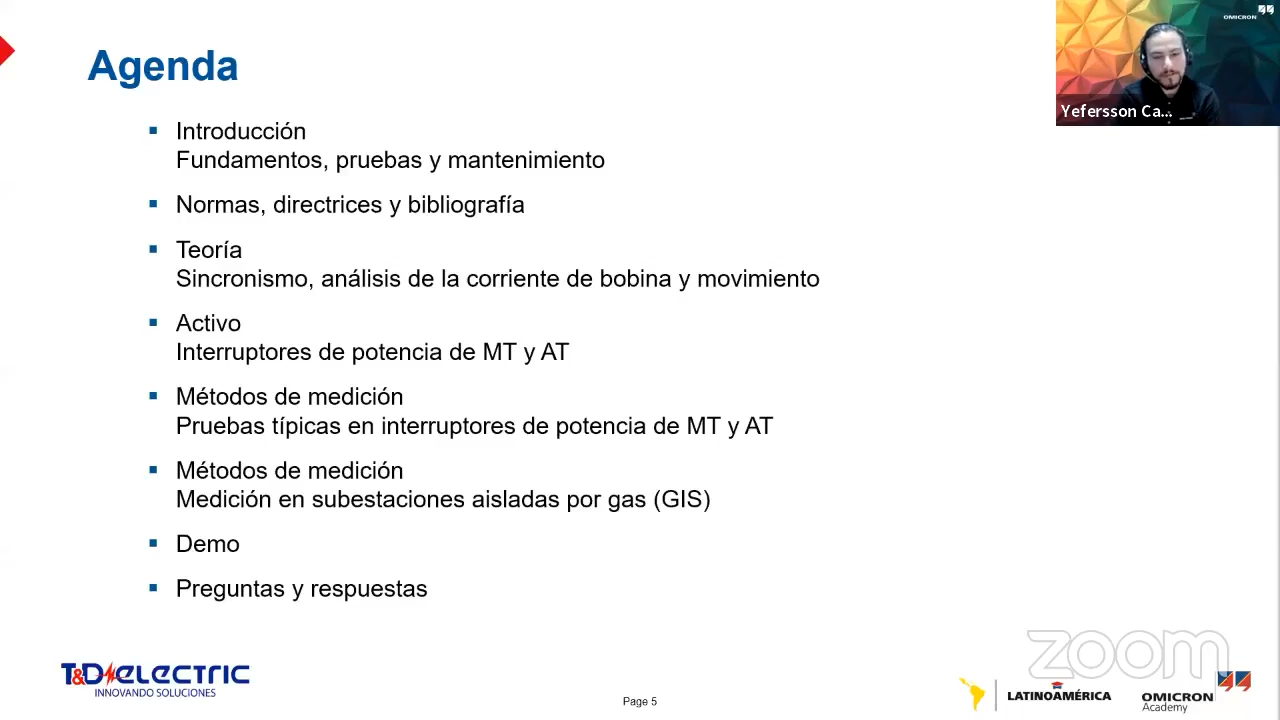 Agenda
Introducción
Fundamentos, pruebas y mantenimiento
Normas, directrices y bibliografía
Teoría
Sincronismo, análisis de la corriente de bobina y movimiento
Activo
Interruptores de potencia de MT y AT
Métodos de medición
Pruebas típicas en interruptores de potencia de MT y AT
Métodos de medición
Medición en subestaciones aisladas por gas (GIS)
Demo
Preguntas y respuestas
OMICRON
Yefersson Ca...
T&D ELECTRIC
INNOVANDO SOLUCIONES
Page 5
zoom
LATINOAMÉRICA
OMICRON
Academy